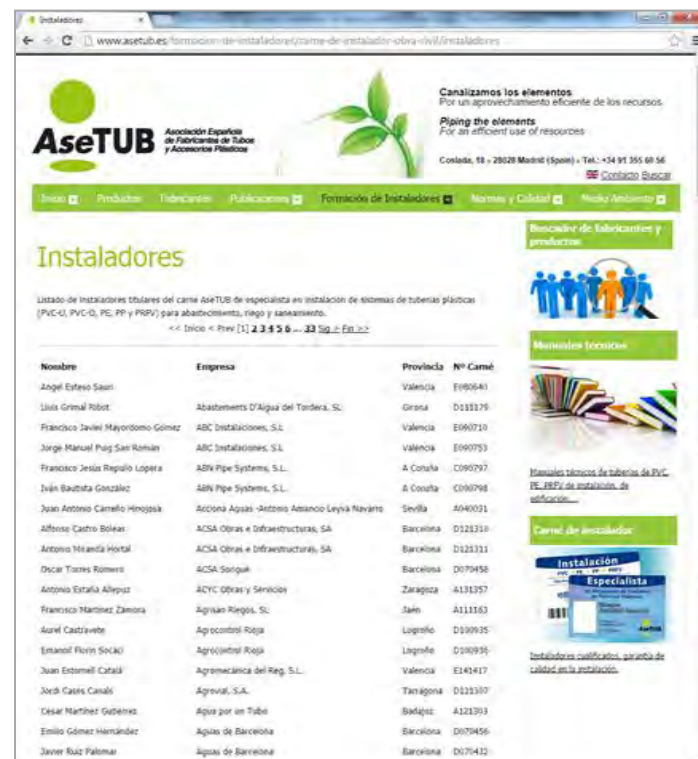 Instaladores
www.asetub.es/formacion-de-instaladores/carne-de-instalador-obra-civil/instaladores
AseTUB
Asociación Española
de Fabricantes de Tubos
y Accesorios Plásticos
Canalizamos los elementos
Por un aprovechamiento eficiente de los recursos
Piping the elements
For an efficient use of resources
Coslada, 18 - 28028 Madrid (Spain) - Tel.: +34 91 355 60 56
Contacto Buscar
Inicio Productos Fabricantes Publicaciones Formación de Instaladores Normas y Calidad Medio Ambiente
Instaladores
Listado de instaladores titulares del carné AseTUB de especialista en instalación de sistemas de tuberías plásticas
(PVC-U, PVC-O, PE, PP y PRFV) para abastecimiento, riego y saneamiento.
<< Inicio < Prev [1] 2 3 4 5 6 ... 33 Sig > Fin >>
Nombre Empresa Provincia Nº Carné
Angel Esteso Sauri Valencia E080640
Lluis Grimal Ribot Abastements D'Aigua del Tordera, SL Girona D111179
Francisco Javier Mayordomo Gómez ABC Instalaciones, S.L Valencia E090710
Jorge Manuel Puig San Román ABC Instalaciones, S.L Valencia E090753
Francisco Jesús Repullo Lopera ABN Pipe Systems, S.L. A Coruña C090797
Iván Bautista González ABN Pipe Systems, S.L. A Coruña C090798
Juan Antonio Carreño Hinojosa Acciona Aguas -Antonio Amancio Leyva Navarro Sevilla A040031
Alfonso Castro Boleas ACSA Obras e Infraestructuras, SA Barcelona D121310
Antonio Miranda Hortal ACSA Obras e Infraestructuras, SA Barcelona D121311
Oscar Torres Romero ACSA Sorigué Barcelona D070458
Antonio Estaña Allepuz ACYC Obras y Servicios Zaragoza A131357
Francisco Martínez Zamora Agrisan Riegos, SL Jaén A111163
Aurel Castravete Agrocontrol Rioja Logroño D100935
Emanoil Florin Socaci Agrocontrol Rioja Logroño D100936
Juan Estornell Catalá Agromecánica del Reg. S.L. Valencia E141417
Jordi Cases Canals Agrovial, S.A. Tarragona D121307
César Martínez Gutierrez Agua por un Tubo Badajoz A121303
Emilio Gómez Hernández Aguas de Barcelona Barcelona D070456
Javier Ruiz Palomar Aguas de Barcelona Barcelona D070432
Buscador de fabricantes y
productos
Manuales técnicos
Manuales técnicos de tuberías de PVC,
PE, PRFV de instalación, de
edificación...
Carné de instalador
Instalación
PVC - PE - PP - PRFV
Especialista
AseTUB
Instaladores cualificados, garantía de
calidad en la instalación.